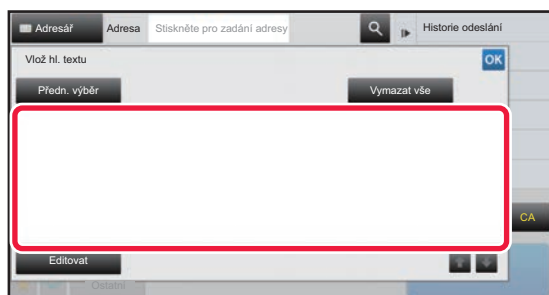 Adresář Adresa Stiskněte pro zadání adresy Historie odeslání
Vlož hl. textu OK
Předn. výběr Vymazat vše
CA
Editovat
Ostatní